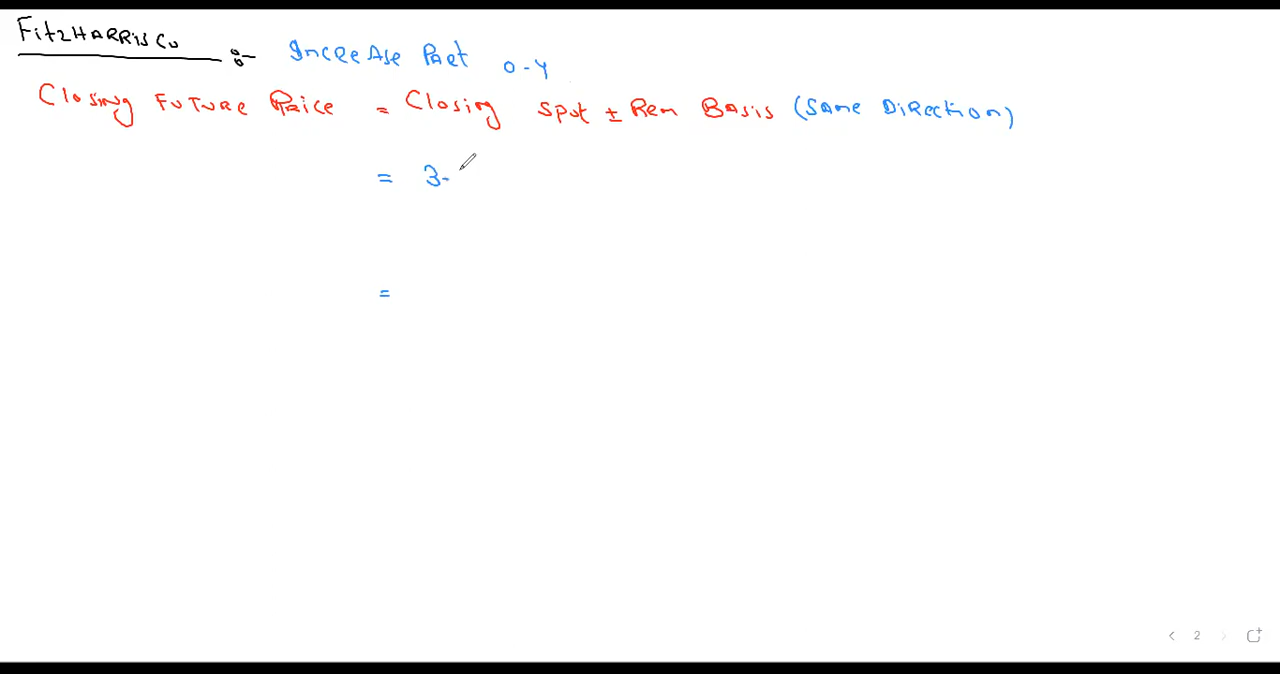 FitzHARRis Co :- IncreAse Part 0-4
Closing Future Price = Closing Spot ± Rem BAsis (Same Direction)
= 3-
=
2